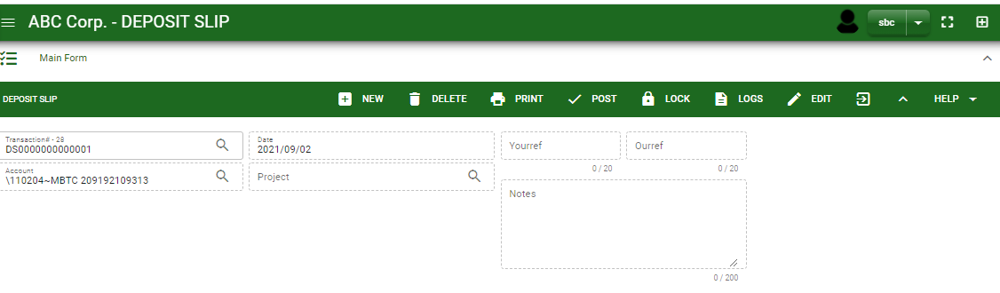 ABC Corp. - DEPOSIT SLIP
sbc
Main Form
DEPOSIT SLIP
NEW
DELETE
PRINT
POST
LOCK
LOGS
EDIT
HELP
Transaction# - 28
DS0000000000001
Date
2021/09/02
Yourref
0 / 20
Ourref
0 / 20
Account
\110204~MBTC 209192109313
Project
Notes
0 / 200